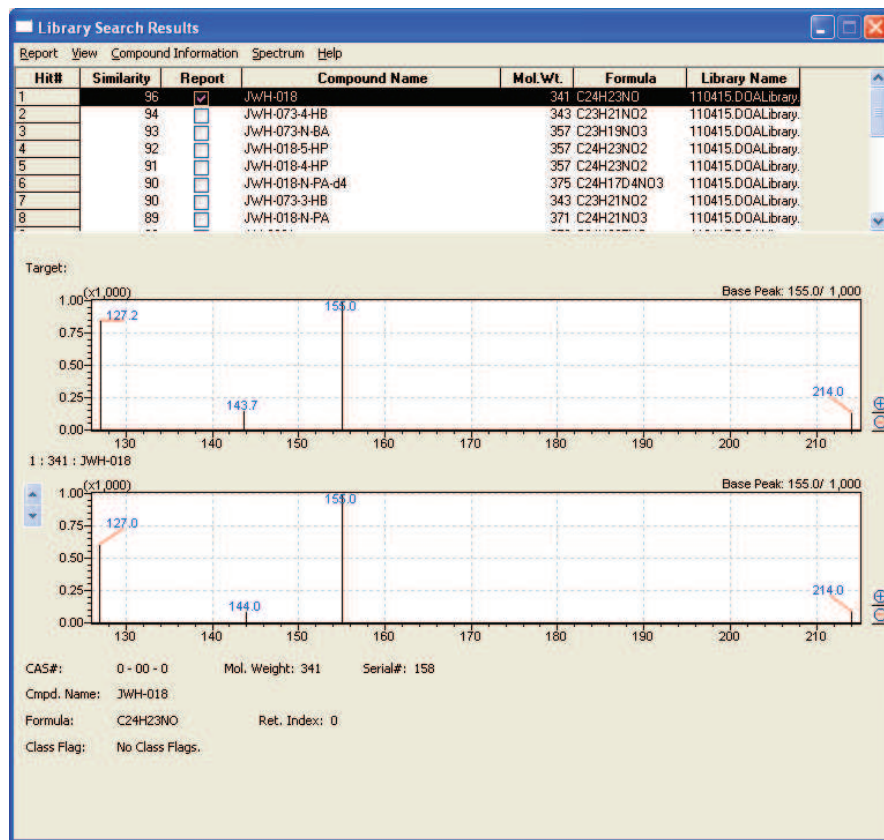 Library Search Results
Report View Compound Information Spectrum Help
Hit# Similarity Report Compound Name Mol.Wt. Formula Library Name
1 96 JWH-018 341 C24H23NO 110415.DOALibrary.
2 94 JWH-073-4-HB 343 C23H21NO2 110415.DOALibrary.
3 93 JWH-073-N-BA 357 C23H19NO3 110415.DOALibrary.
4 92 JWH-018-5-HP 357 C24H23NO2 110415.DOALibrary.
5 91 JWH-018-4-HP 357 C24H23NO2 110415.DOALibrary.
6 90 JWH-018-N-PA-d4 375 C24H17D4NO3 110415.DOALibrary.
7 90 JWH-073-3-HB 343 C23H21NO2 110415.DOALibrary.
8 89 JWH-018-N-PA 371 C24H21NO3 110415.DOALibrary.
Target:
(x1,000) Base Peak: 155.0/ 1,000
1.00 127.2 155.0
0.75
0.50
0.25 143.7 214.0
0.00
130 140 150 160 170 180 190 200 210
1 : 341 : JWH-018
(x1,000) Base Peak: 155.0/ 1,000
1.00 155.0
0.75 127.0
0.50
0.25 144.0 214.0
0.00
130 140 150 160 170 180 190 200 210
CAS#: 0 - 00 - 0 Mol. Weight: 341 Serial#: 158
Cmpd. Name: JWH-018
Formula: C24H23NO Ret. Index: 0
Class Flag: No Class Flags.